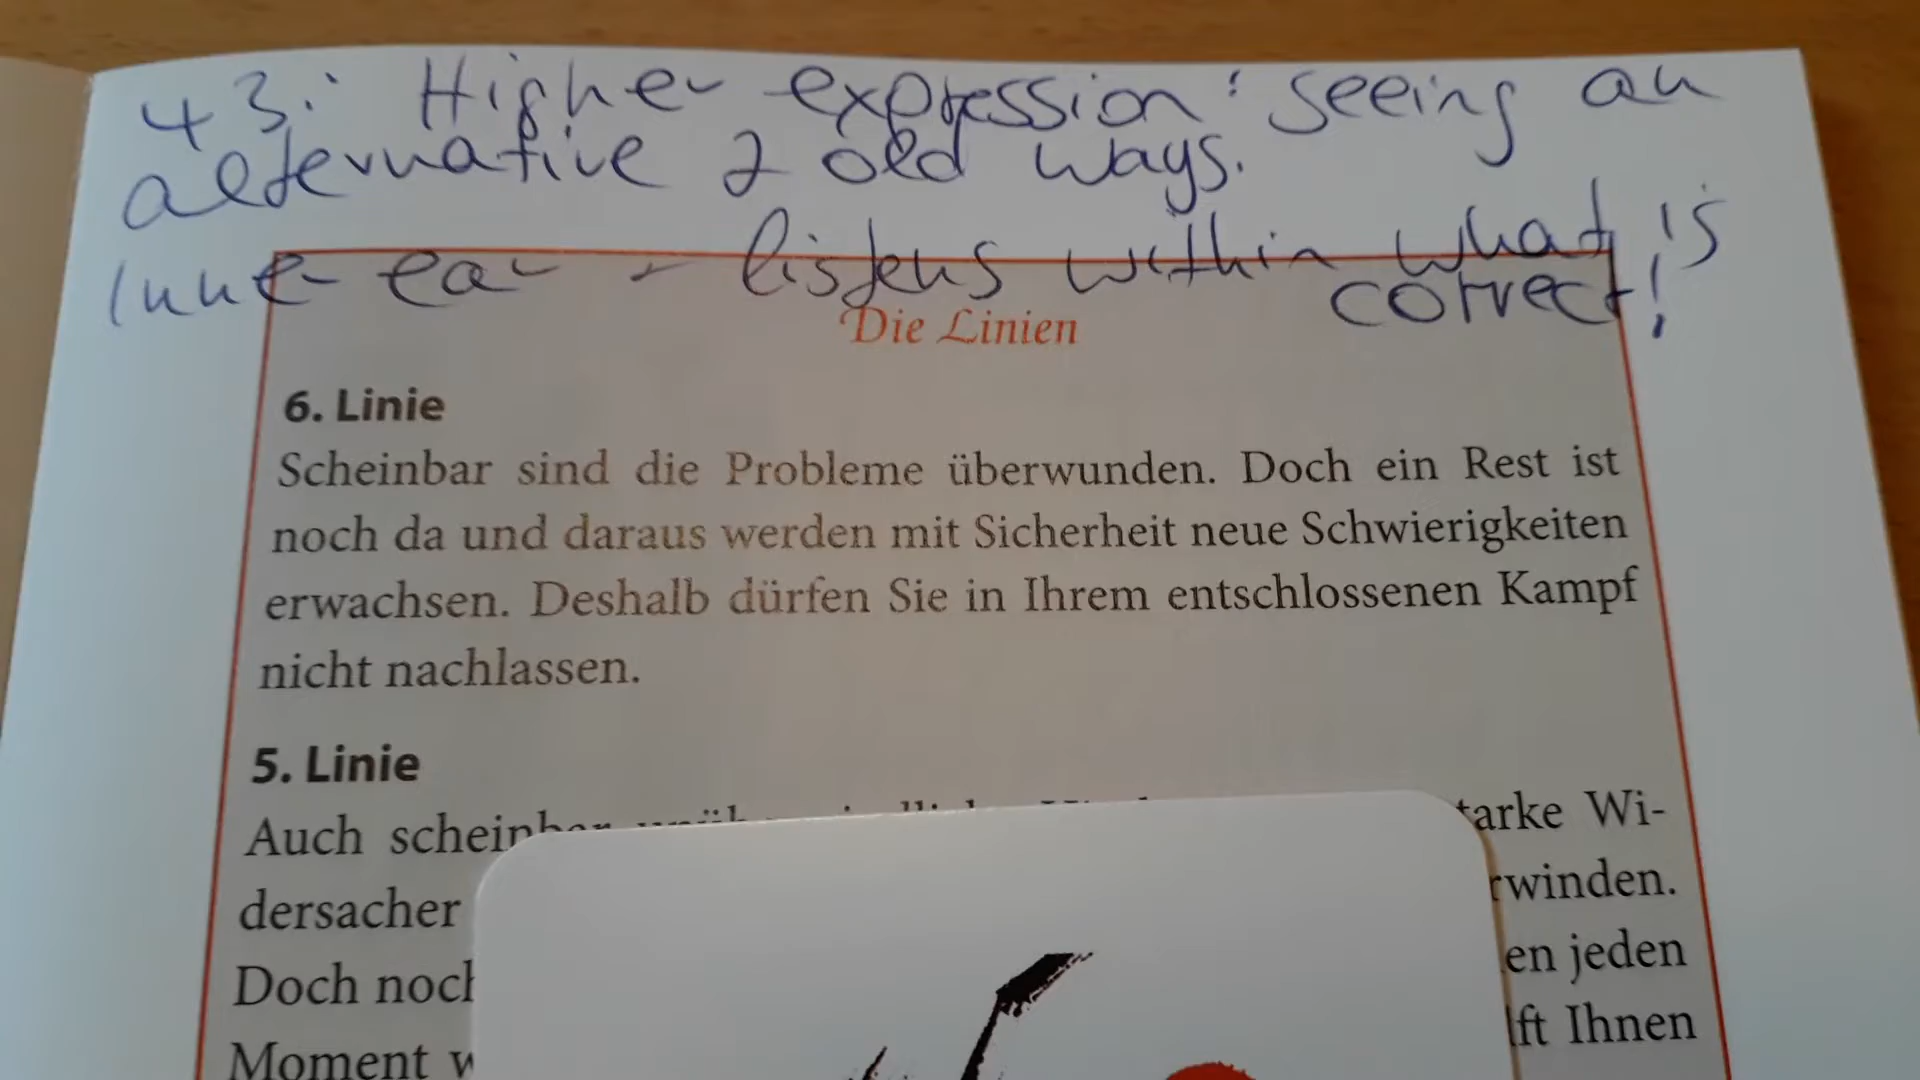 43: Higher expression: seeing an
alternative 2 old ways.
Inner ear - listens within what is
correct!
Die Linien
6. Linie
Scheinbar sind die Probleme überwunden. Doch ein Rest ist
noch da und daraus werden mit Sicherheit neue Schwierigkeiten
erwachsen. Deshalb dürfen Sie in Ihrem entschlossenen Kampf
nicht nachlassen.
5. Linie
Auch scheinbar tarke Wi-
dersacher rwinden.
Doch noch en jeden
Moment w lft Ihnen